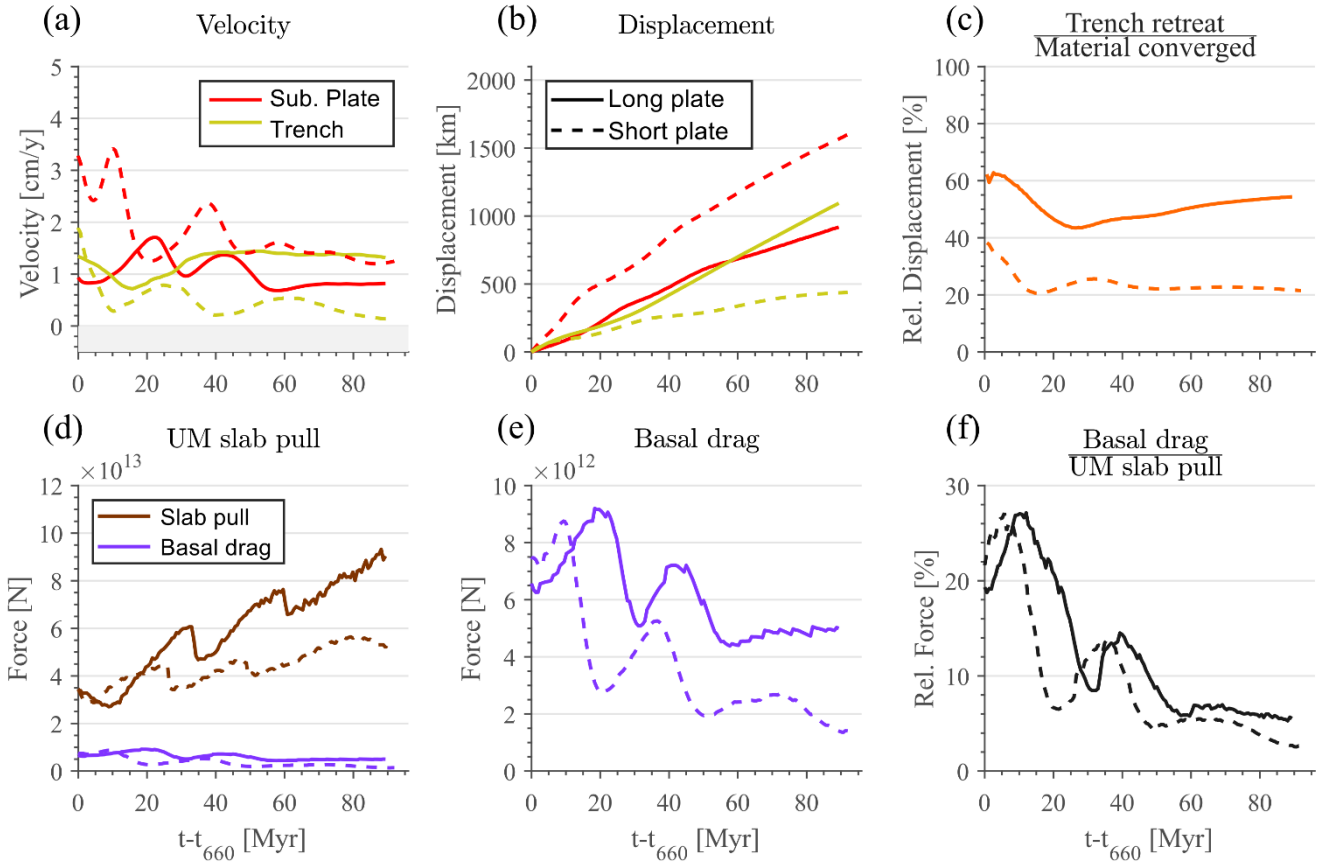 (a) Velocity
Velocity [cm/y]
5
4
3
2
1
0
Sub. Plate
Trench
0 20 40 60 80
(b) Displacement
Displacement [km]
2000
1500
1000
500
0
Long plate
Short plate
0 20 40 60 80
(c) Trench retreat
Material converged
Rel. Displacement [%]
100
80
60
40
20
0
0 20 40 60 80
(d) UM slab pull
×10¹³
Force [N]
12
10
8
6
4
2
0
Slab pull
Basal drag
0 20 40 60 80
t-t₆₆₀ [Myr]
(e) Basal drag
×10¹²
Force [N]
10
8
6
4
2
0
0 20 40 60 80
t-t₆₆₀ [Myr]
(f) Basal drag
UM slab pull
Rel. Force [%]
30
20
10
0
0 20 40 60 80
t-t₆₆₀ [Myr]